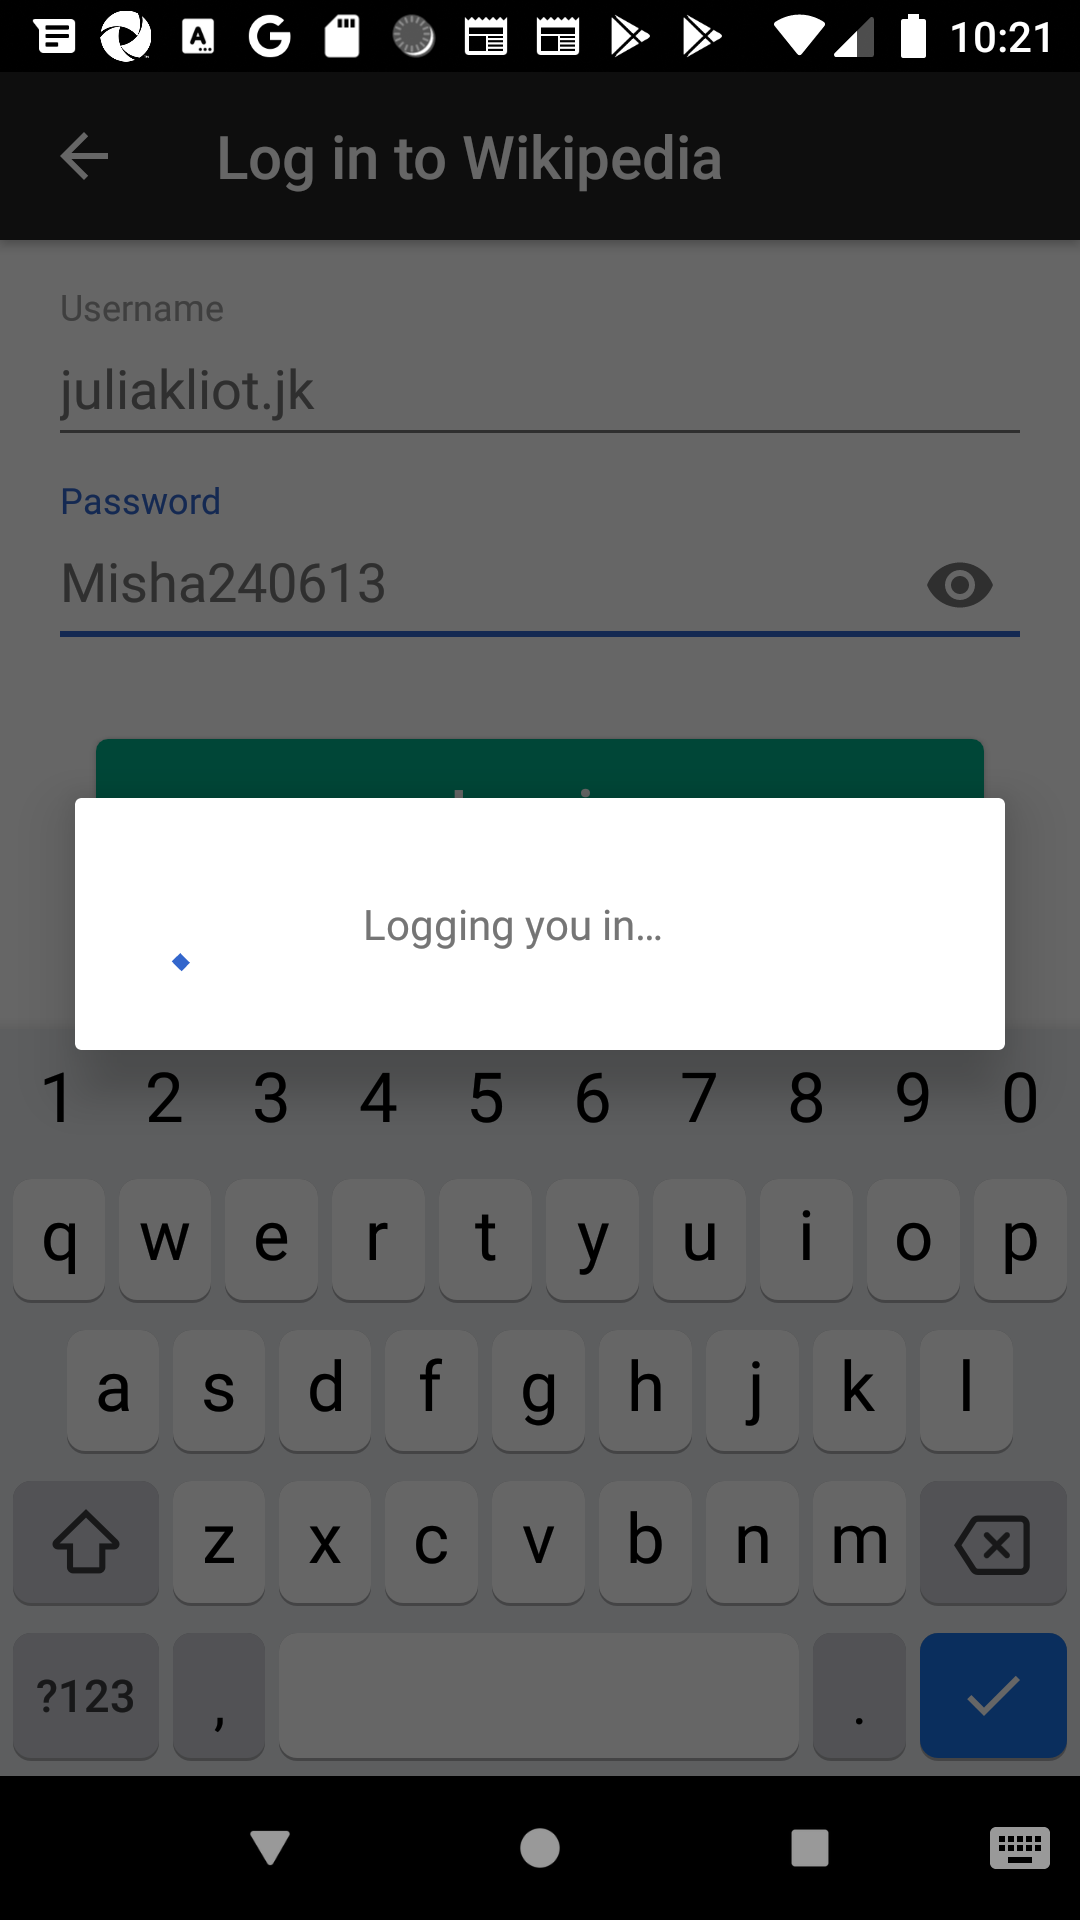 10:21
Log in to Wikipedia
Username
juliakliot.jk
Password
Misha240613
Logging you in...
1 2 3 4 5 6 7 8 9 0
q w e r t y u i o p
a s d f g h j k l
z x c v b n m
?123 , .